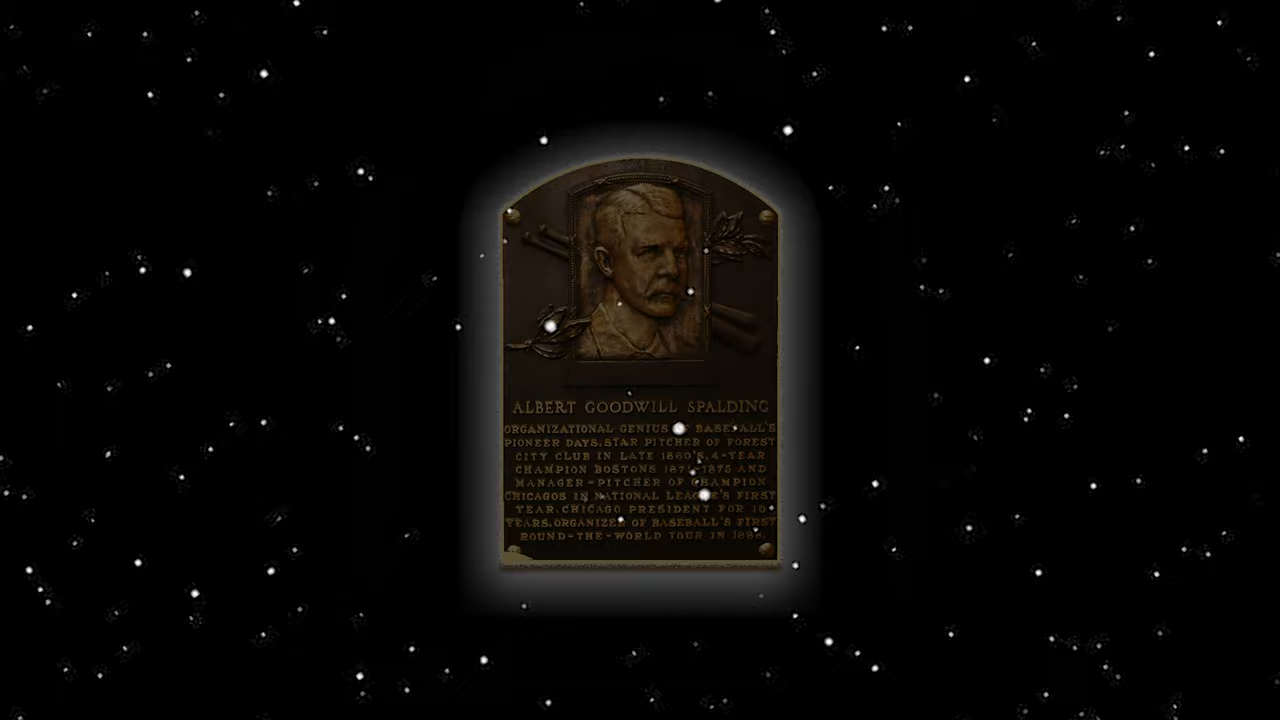 ALBERT GOODWILL SPALDING
ORGANIZATIONAL GENIUS OF BASEBALL'S
PIONEER DAYS. STAR PITCHER OF FOREST
CITY CLUB IN LATE 1860'S, 4-YEAR
CHAMPION BOSTONS 1871-1875 AND
MANAGER-PITCHER OF CHAMPION
CHICAGOS IN NATIONAL LEAGUE'S FIRST
YEAR. CHICAGO PRESIDENT FOR 10
YEARS. ORGANIZER OF BASEBALL'S FIRST
ROUND-THE-WORLD TOUR IN 1888.